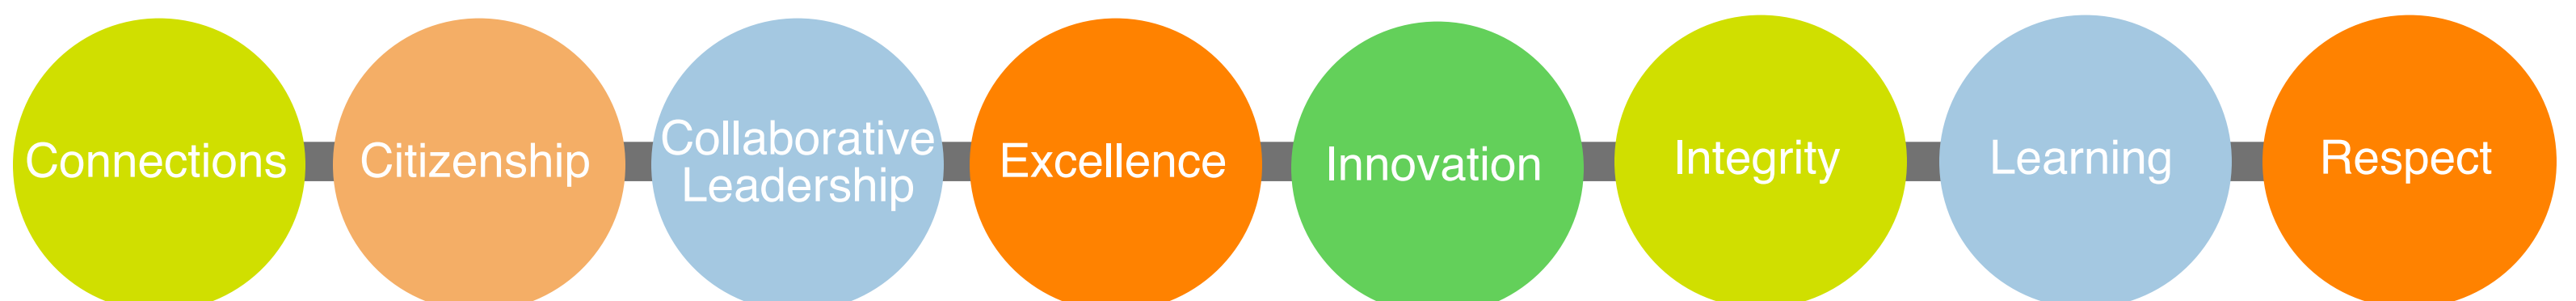 Connections
Citizenship
Collaborative
Leadership
Excellence
Innovation
Integrity
Learning
Respect